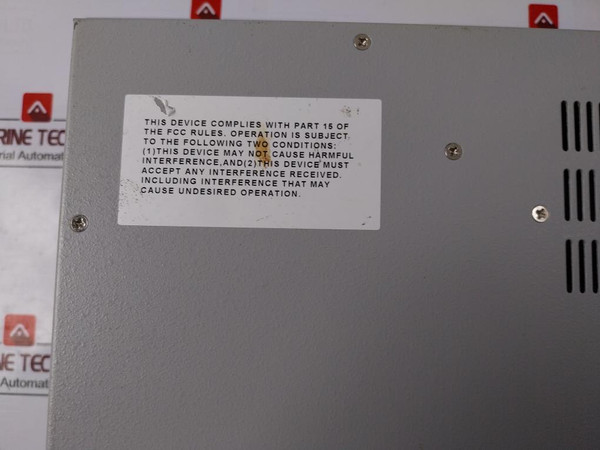 THIS DEVICE COMPLIES WITH PART 15 OF
THE FCC RULES. OPERATION IS SUBJECT
TO THE FOLLOWING TWO CONDITIONS:
(1)THIS DEVICE MAY NOT CAUSE HARMFUL
INTERFERENCE,AND(2)THIS DEVICE MUST
ACCEPT ANY INTERFERENCE RECEIVED.
INCLUDING INTERFERENCE THAT MAY
CAUSE UNDESIRED OPERATION.
RINE TEC
rial Automat
NE TEC
Automat